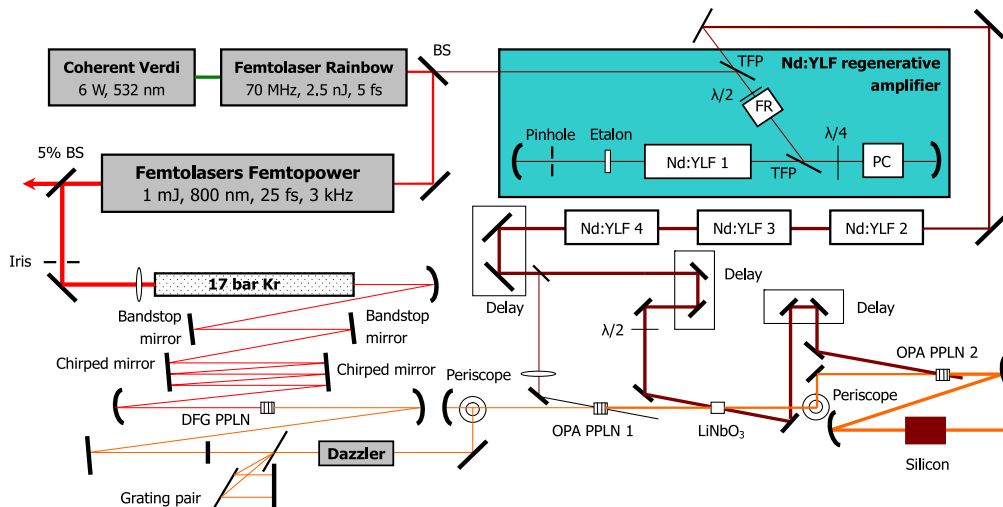 Coherent Verdi
6 W, 532 nm
Femtolaser Rainbow
70 MHz, 2.5 nJ, 5 fs
BS
TFP
Nd:YLF regenerative
amplifier
λ/2
FR
Pinhole
Etalon
Nd:YLF 1
TFP
λ/4
PC
5% BS
Femtolasers Femtopower
1 mJ, 800 nm, 25 fs, 3 kHz
Nd:YLF 4
Nd:YLF 3
Nd:YLF 2
Iris
17 bar Kr
Delay
Delay
Delay
Bandstop
mirror
Bandstop
mirror
λ/2
Chirped mirror
Chirped mirror
OPA PPLN 2
Periscope
Periscope
DFG PPLN
OPA PPLN 1
LiNbO3
Dazzler
Silicon
Grating pair